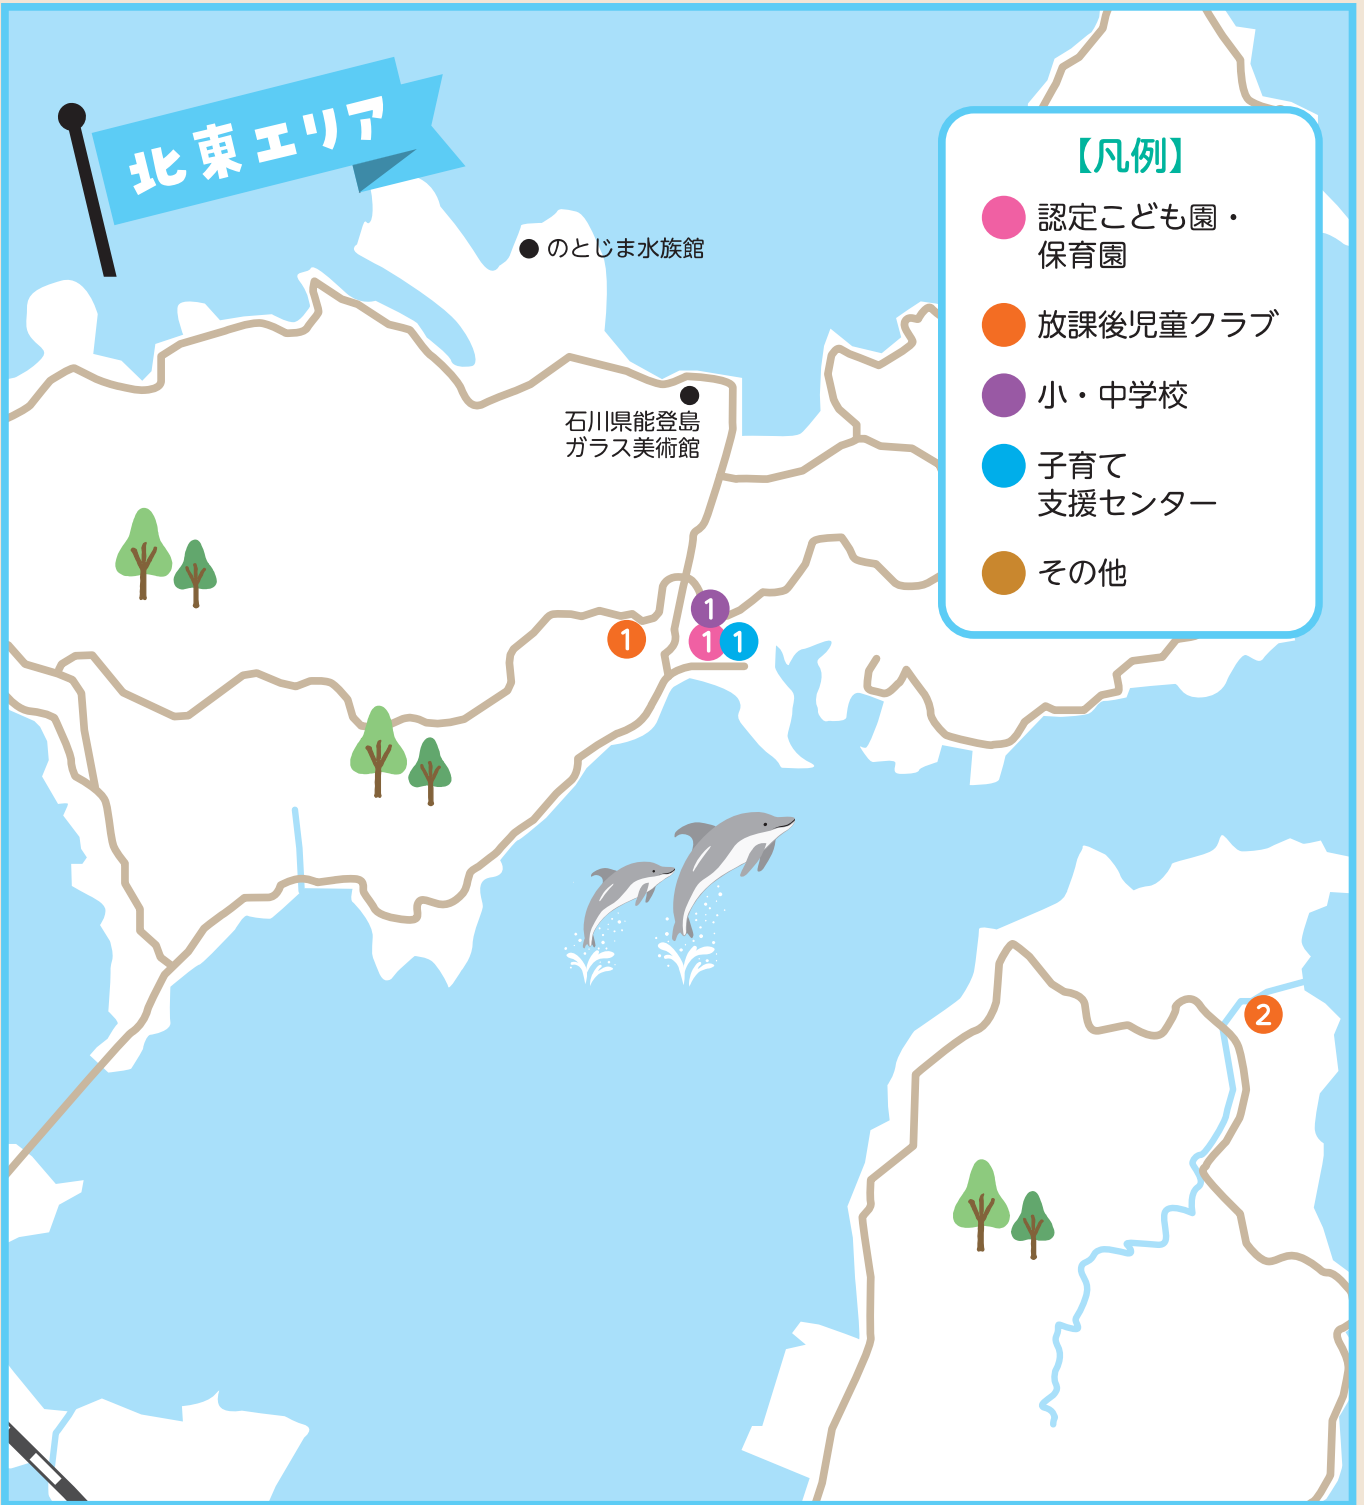 北東エリア
のとじま水族館
石川県能登島
ガラス美術館
【凡例】
認定こども園・
保育園
放課後児童クラブ
小・中学校
子育て
支援センター
その他
1
1
1
1
2